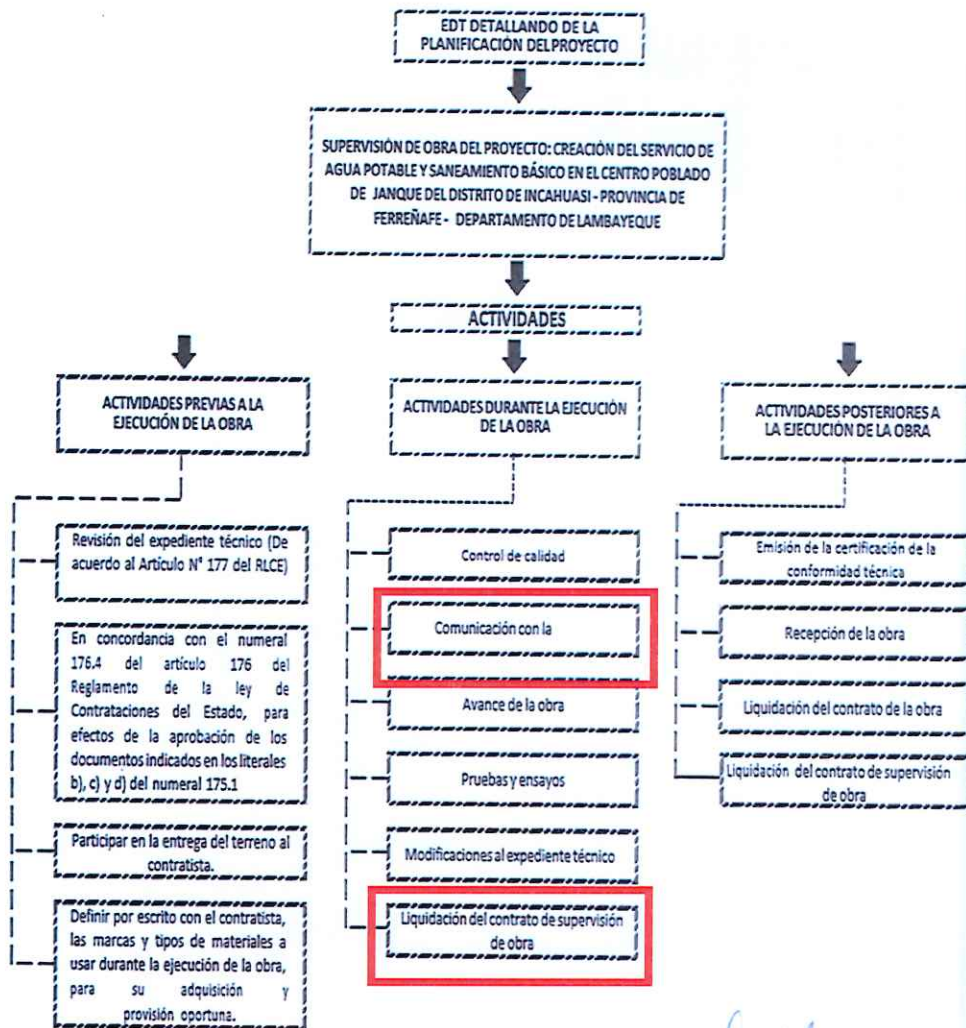 EDT DETALLANDO DE LA
PLANIFICACIÓN DEL PROYECTO
SUPERVISIÓN DE OBRA DEL PROYECTO: CREACIÓN DEL SERVICIO DE
AGUA POTABLE Y SANEAMIENTO BÁSICO EN EL CENTRO POBLADO
DE JANQUE DEL DISTRITO DE INCAHUASI - PROVINCIA DE
FERREÑAFE - DEPARTAMENTO DE LAMBAYEQUE
ACTIVIDADES
ACTIVIDADES PREVIAS A LA
EJECUCIÓN DE LA OBRA
Revisión del expediente técnico (De
acuerdo al Artículo N° 177 del RLCE)
En concordancia con el numeral
176.4 del artículo 176 del
Reglamento de la ley de
Contrataciones del Estado, para
efectos de la aprobación de los
documentos indicados en los literales
b), c) y d) del numeral 175.1
Participar en la entrega del terreno al
contratista.
Definir por escrito con el contratista,
las marcas y tipos de materiales a
usar durante la ejecución de la obra,
para su adquisición y
provisión oportuna.
ACTIVIDADES DURANTE LA EJECUCIÓN
DE LA OBRA
Control de calidad
Comunicación con la
Avance de la obra
Pruebas y ensayos
Modificaciones al expediente técnico
Liquidación del contrato de supervisión
de obra
ACTIVIDADES POSTERIORES A
LA EJECUCIÓN DE LA OBRA
Emisión de la certificación de la
conformidad técnica
Recepción de la obra
Liquidación del contrato de la obra
Liquidación del contrato de supervisión
de obra